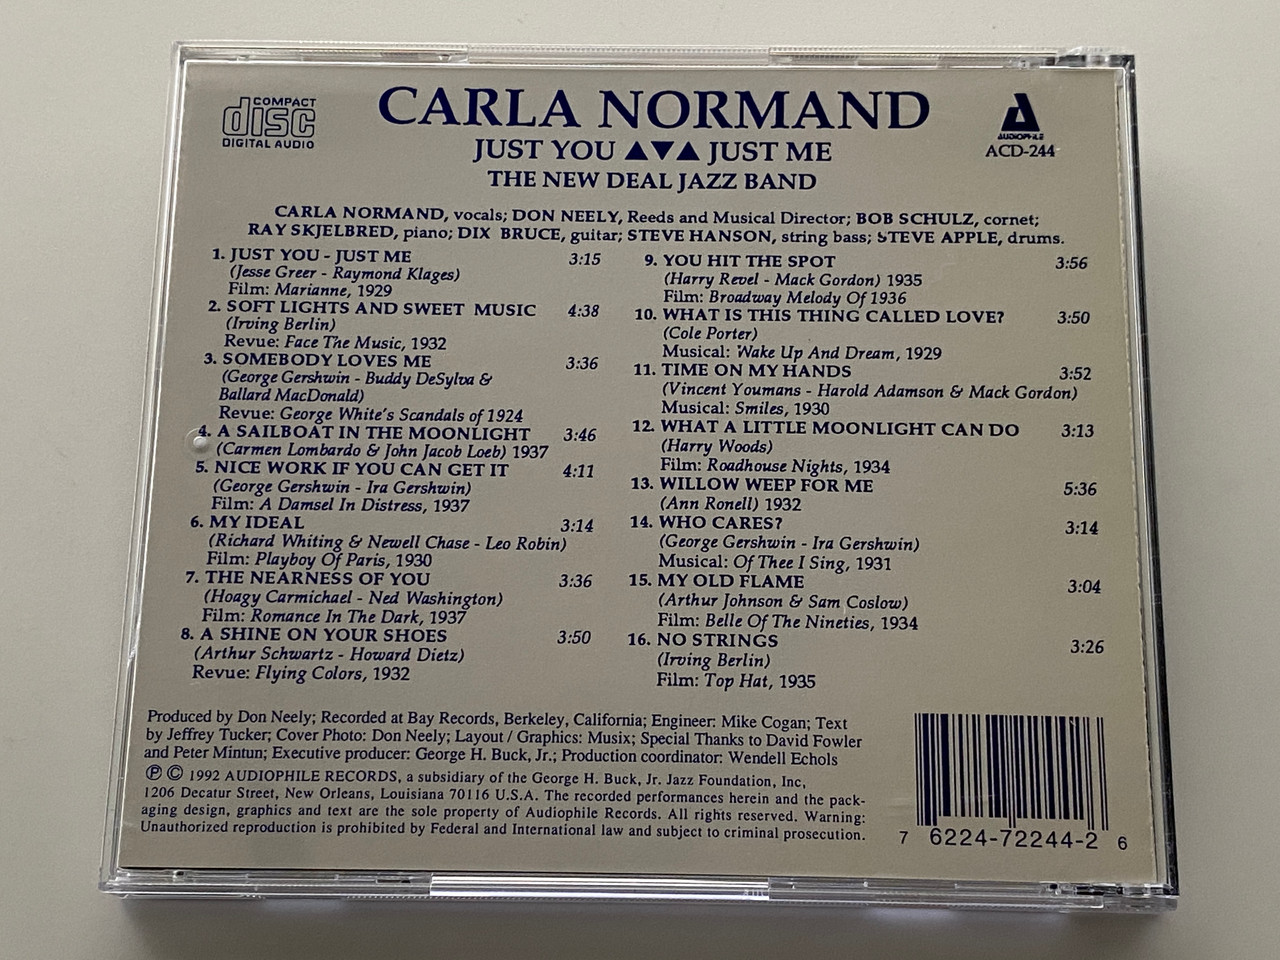 COMPACT
disc
DIGITAL AUDIO
CARLA NORMAND
JUST YOU ▲▼▲ JUST ME
THE NEW DEAL JAZZ BAND
AUDIOPHILE
ACD-244
CARLA NORMAND, vocals; DON NEELY, Reeds and Musical Director; BOB SCHULZ, cornet;
RAY SKJELBRED, piano; DIX BRUCE, guitar; STEVE HANSON, string bass; STEVE APPLE, drums.
1. JUST YOU - JUST ME 3:15
(Jesse Greer - Raymond Klages)
Film: Marianne, 1929
2. SOFT LIGHTS AND SWEET MUSIC 4:38
(Irving Berlin)
Revue: Face The Music, 1932
3. SOMEBODY LOVES ME 3:36
(George Gershwin - Buddy DeSylva &
Ballard MacDonald)
Revue: George White's Scandals of 1924
4. A SAILBOAT IN THE MOONLIGHT 3:46
(Carmen Lombardo & John Jacob Loeb) 1937
5. NICE WORK IF YOU CAN GET IT 4:11
(George Gershwin - Ira Gershwin)
Film: A Damsel In Distress, 1937
6. MY IDEAL 3:14
(Richard Whiting & Newell Chase - Leo Robin)
Film: Playboy Of Paris, 1930
7. THE NEARNESS OF YOU 3:36
(Hoagy Carmichael - Ned Washington)
Film: Romance In The Dark, 1937
8. A SHINE ON YOUR SHOES 3:50
(Arthur Schwartz - Howard Dietz)
Revue: Flying Colors, 1932
9. YOU HIT THE SPOT 3:56
(Harry Revel - Mack Gordon) 1935
Film: Broadway Melody Of 1936
10. WHAT IS THIS THING CALLED LOVE? 3:50
(Cole Porter)
Musical: Wake Up And Dream, 1929
11. TIME ON MY HANDS 3:52
(Vincent Youmans - Harold Adamson & Mack Gordon)
Musical: Smiles, 1930
12. WHAT A LITTLE MOONLIGHT CAN DO 3:13
(Harry Woods)
Film: Roadhouse Nights, 1934
13. WILLOW WEEP FOR ME 5:36
(Ann Ronell) 1932
14. WHO CARES? 3:14
(George Gershwin - Ira Gershwin)
Musical: Of Thee I Sing, 1931
15. MY OLD FLAME 3:04
(Arthur Johnson & Sam Coslow)
Film: Belle Of The Nineties, 1934
16. NO STRINGS 3:26
(Irving Berlin)
Film: Top Hat, 1935
Produced by Don Neely; Recorded at Bay Records, Berkeley, California; Engineer: Mike Cogan; Text
by Jeffrey Tucker; Cover Photo: Don Neely; Layout / Graphics: Musix; Special Thanks to David Fowler
and Peter Mintun; Executive producer: George H. Buck, Jr.; Production coordinator: Wendell Echols
℗ © 1992 AUDIOPHILE RECORDS, a subsidiary of the George H. Buck, Jr. Jazz Foundation, Inc,
1206 Decatur Street, New Orleans, Louisiana 70116 U.S.A. The recorded performances herein and the pack-
aging design, graphics and text are the sole property of Audiophile Records. All rights reserved. Warning:
Unauthorized reproduction is prohibited by Federal and International law and subject to criminal prosecution.
7 6224-72244-2 6